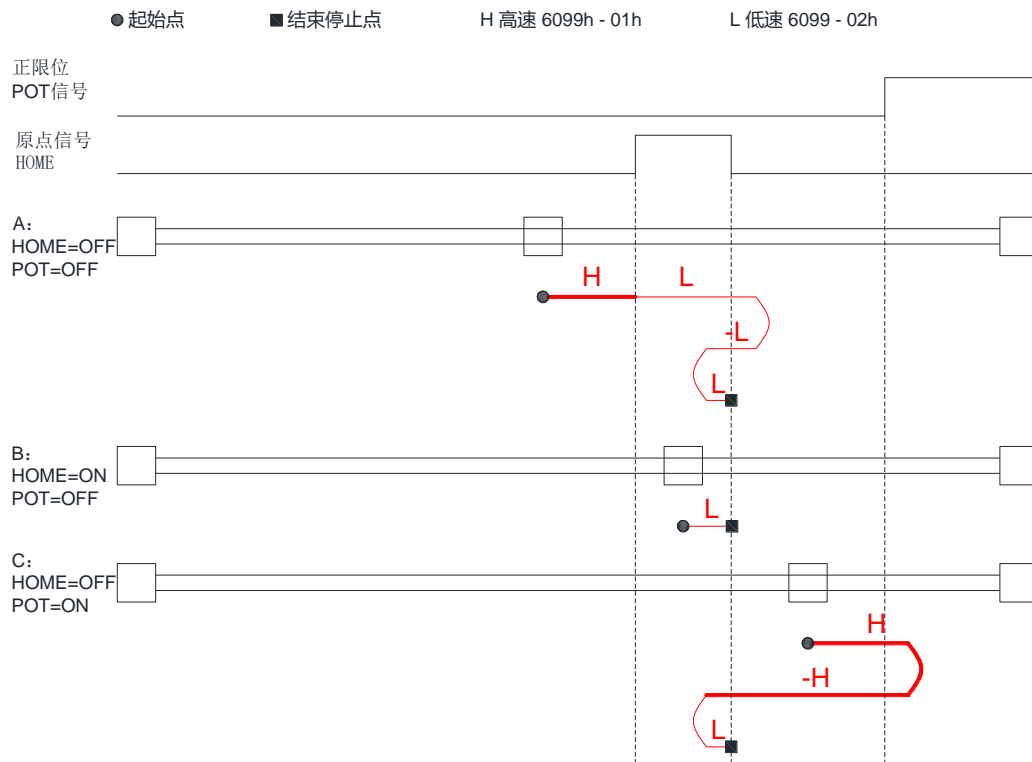 起始点 结束停止点 H 高速 6099h - 01h L 低速 6099 - 02h
正限位
POT信号
原点信号
HOME
A：
HOME=OFF
POT=OFF
H L
-L
L
B：
HOME=ON
POT=OFF
L
C：
HOME=OFF
POT=ON
H
-H
L